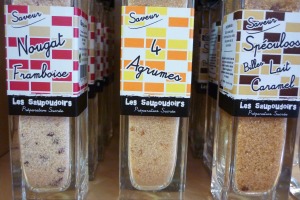 Saveur
Nougat
Framboise
Les Saupoudoirs
Préparation Sucrée
Saveur
4
Agrumes
Les Saupoudoirs
Préparation Sucrée
Saveur
Spéculoos
Billes Lait
Caramel
Les Saupoudoirs
Préparation Sucrée